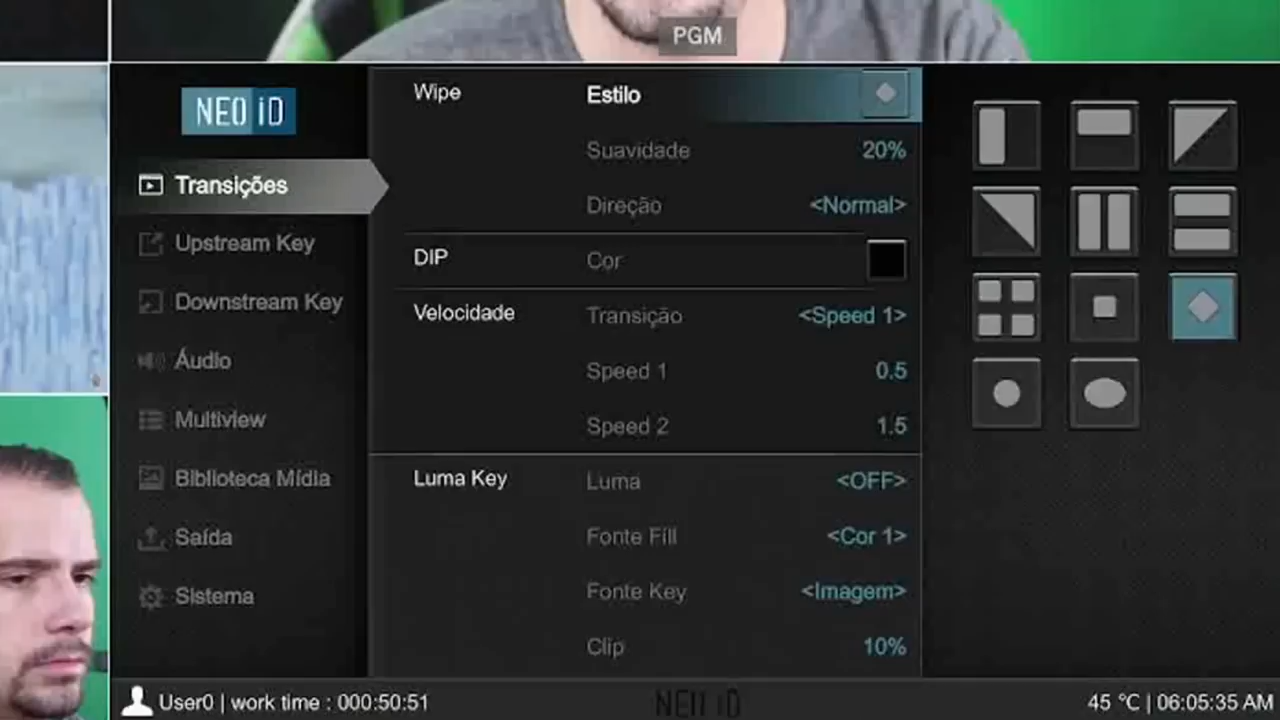 PGM
NEO iD
Transições
Upstream Key
Downstream Key
Áudio
Multiview
Biblioteca Mídia
Saída
Sistema
Wipe Estilo
Suavidade 20%
Direção <Normal>
DIP Cor
Velocidade Transição <Speed 1>
Speed 1 0.5
Speed 2 1.5
Luma Key Luma <OFF>
Fonte Fill <Cor 1>
Fonte Key <Imagem>
Clip 10%
User0 | work time : 000:50:51
NEO iD
45 °C | 06:05:35 AM